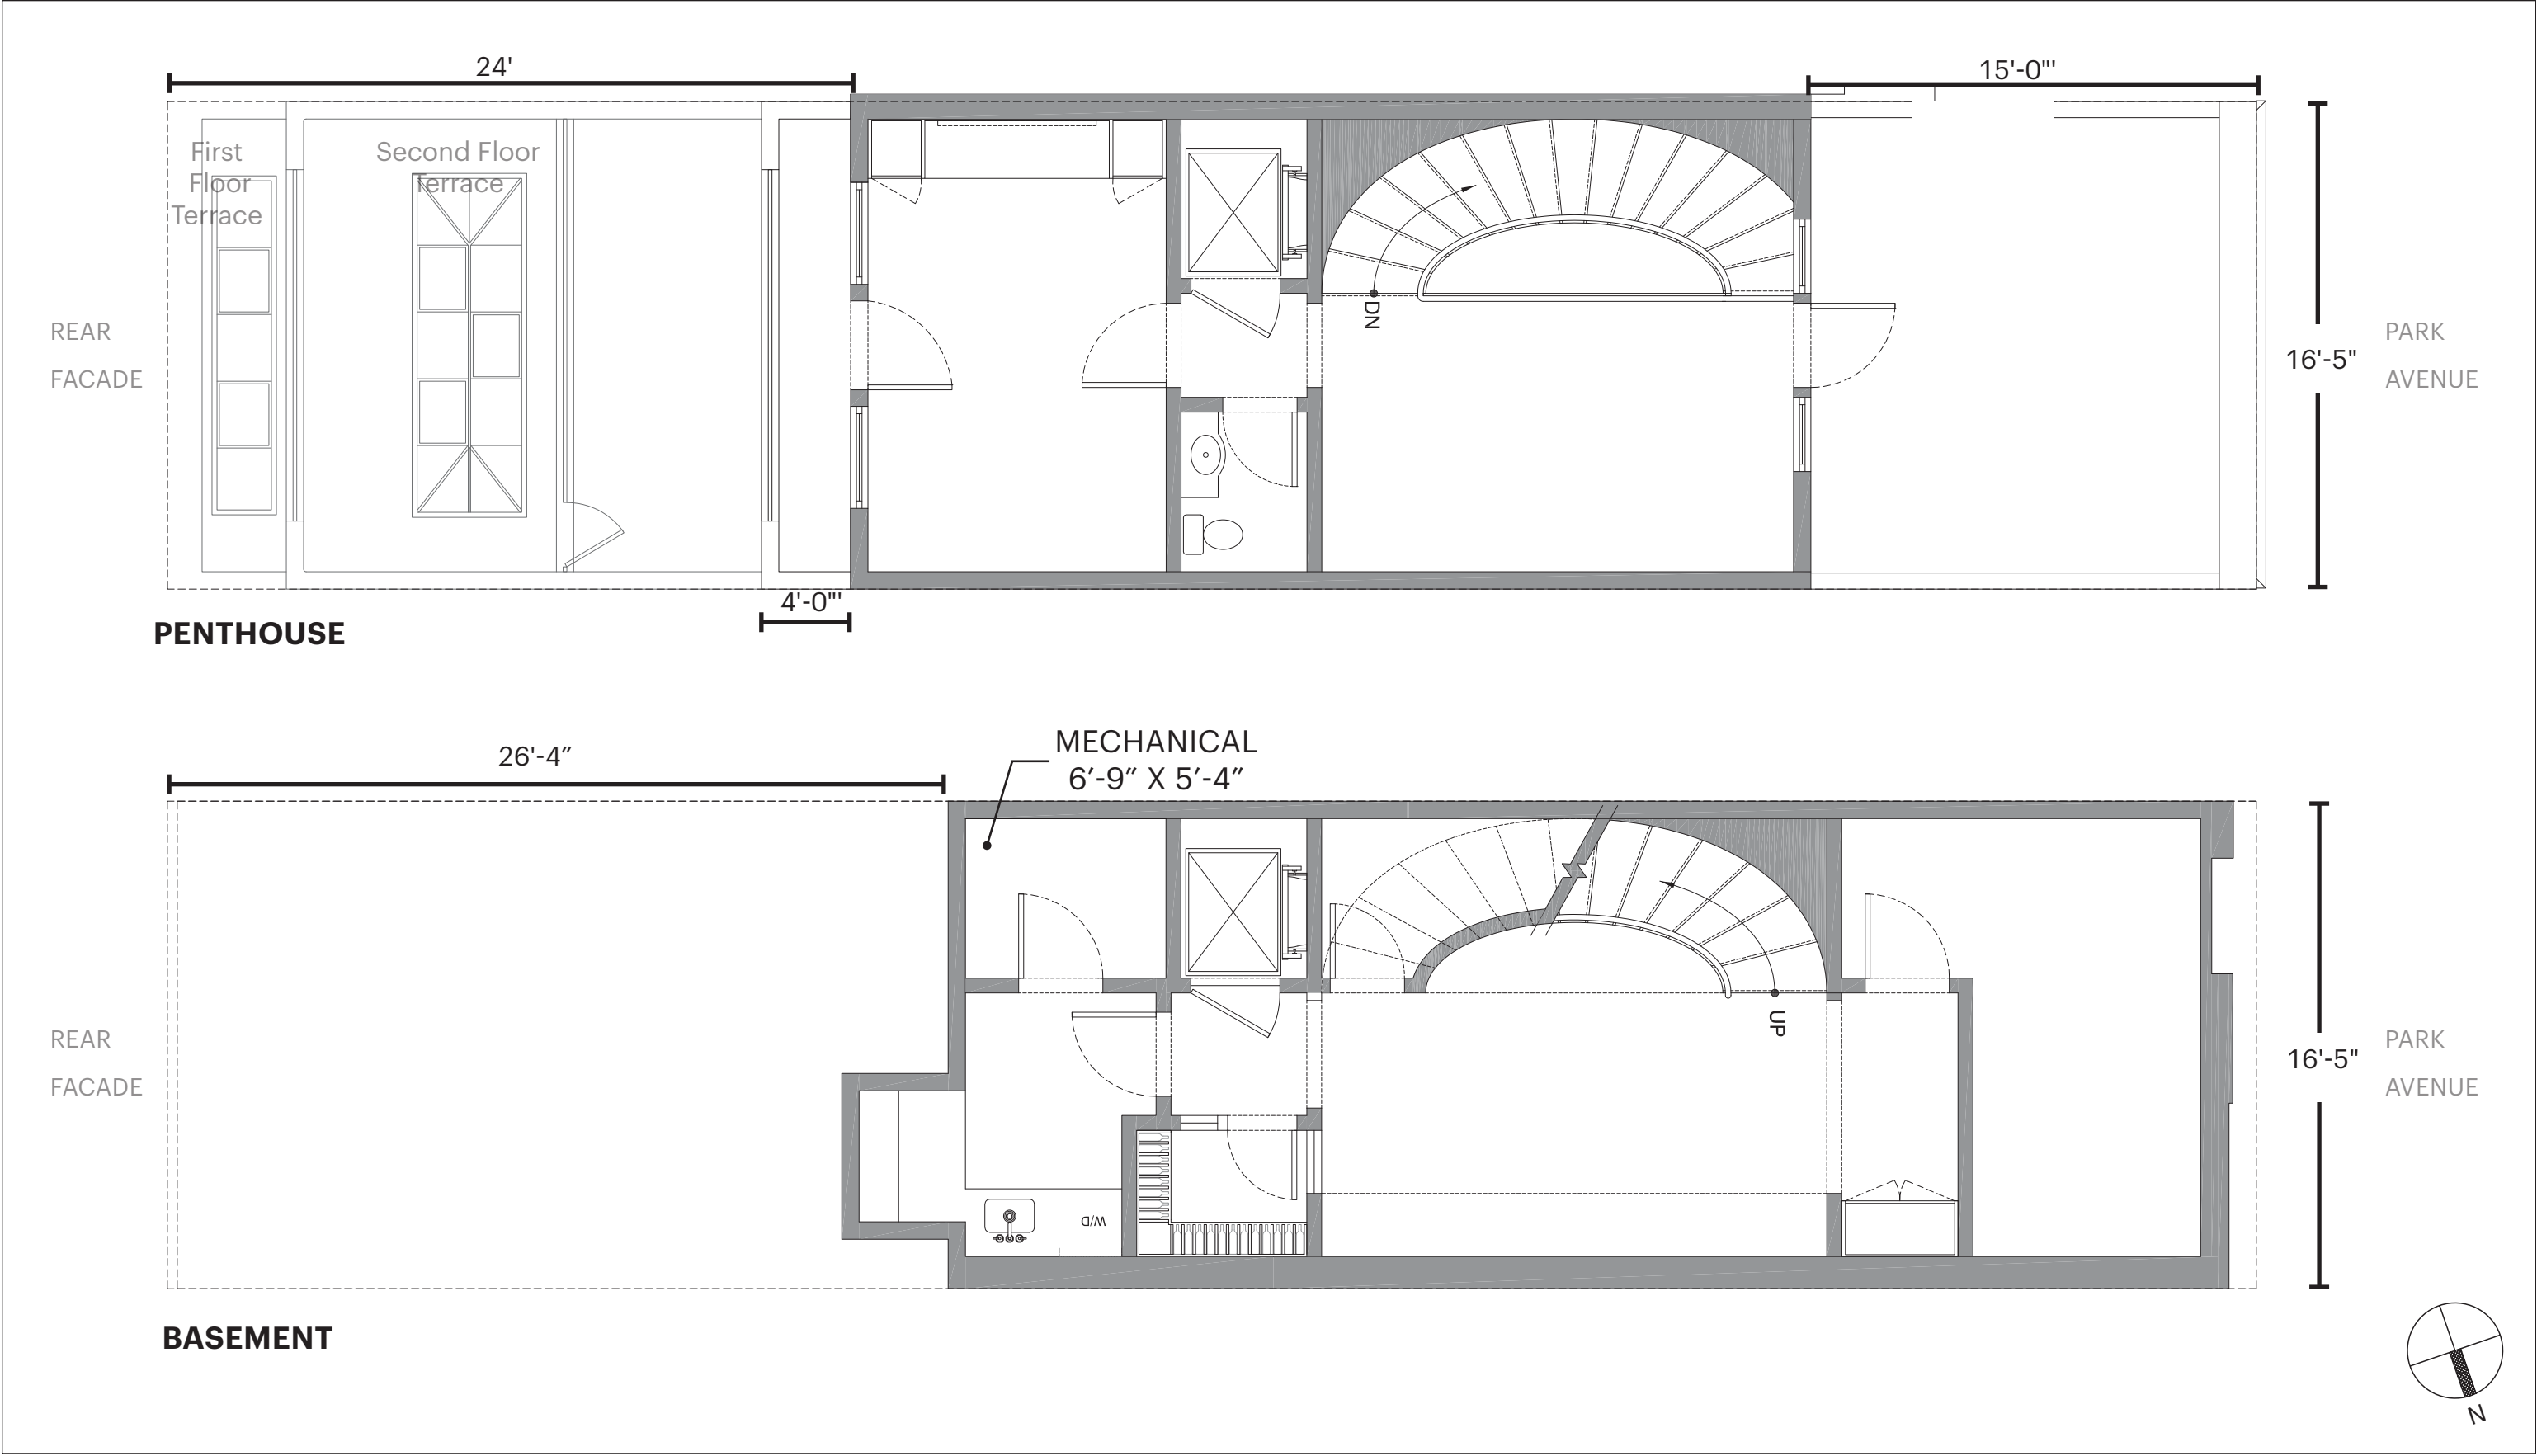 24'
15'-0"'
First
Floor
Terrace
Second Floor
Terrace
REAR
FACADE
DN
16'-5"
PARK
AVENUE
4'-0"'
PENTHOUSE
MECHANICAL
6′-9″ X 5′-4″
26'-4″
REAR
FACADE
UP
W/D
16'-5"
PARK
AVENUE
BASEMENT
N